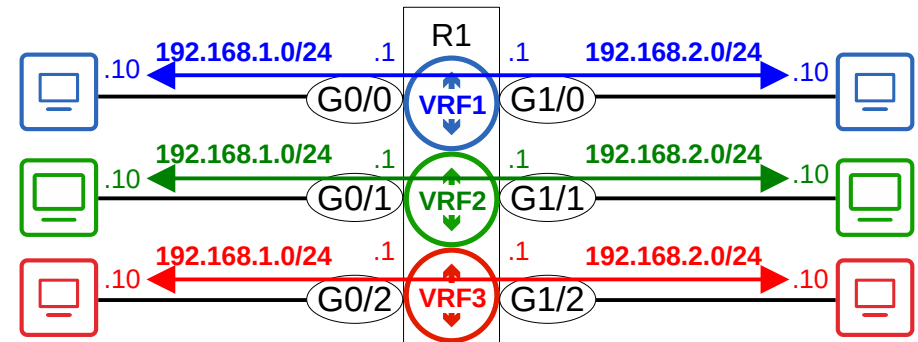 R1
192.168.1.0/24 .1 .1 192.168.2.0/24
.10 .10
G0/0 VRF1 G1/0
192.168.1.0/24 .1 .1 192.168.2.0/24
.10 .10
G0/1 VRF2 G1/1
192.168.1.0/24 .1 .1 192.168.2.0/24
.10 .10
G0/2 VRF3 G1/2